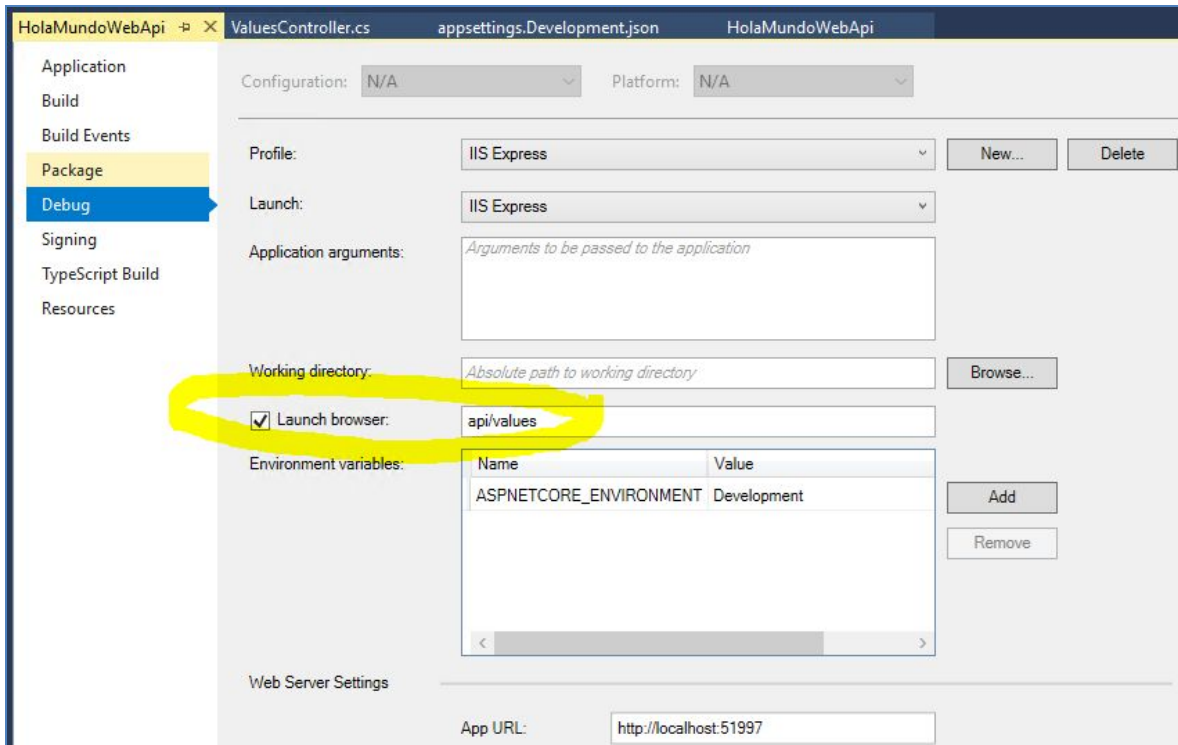 HolaMundoWebApi ValuesController.cs appsettings.Development.json HolaMundoWebApi
Application
Build
Build Events
Package
Debug
Signing
TypeScript Build
Resources
Configuration: N/A Platform: N/A
Profile: IIS Express New... Delete
Launch: IIS Express
Application arguments: Arguments to be passed to the application
Working directory: Absolute path to working directory Browse...
Launch browser: api/values
Environment variables: Name Value
ASPNETCORE_ENVIRONMENT Development Add
Remove
Web Server Settings
App URL: http://localhost:51997